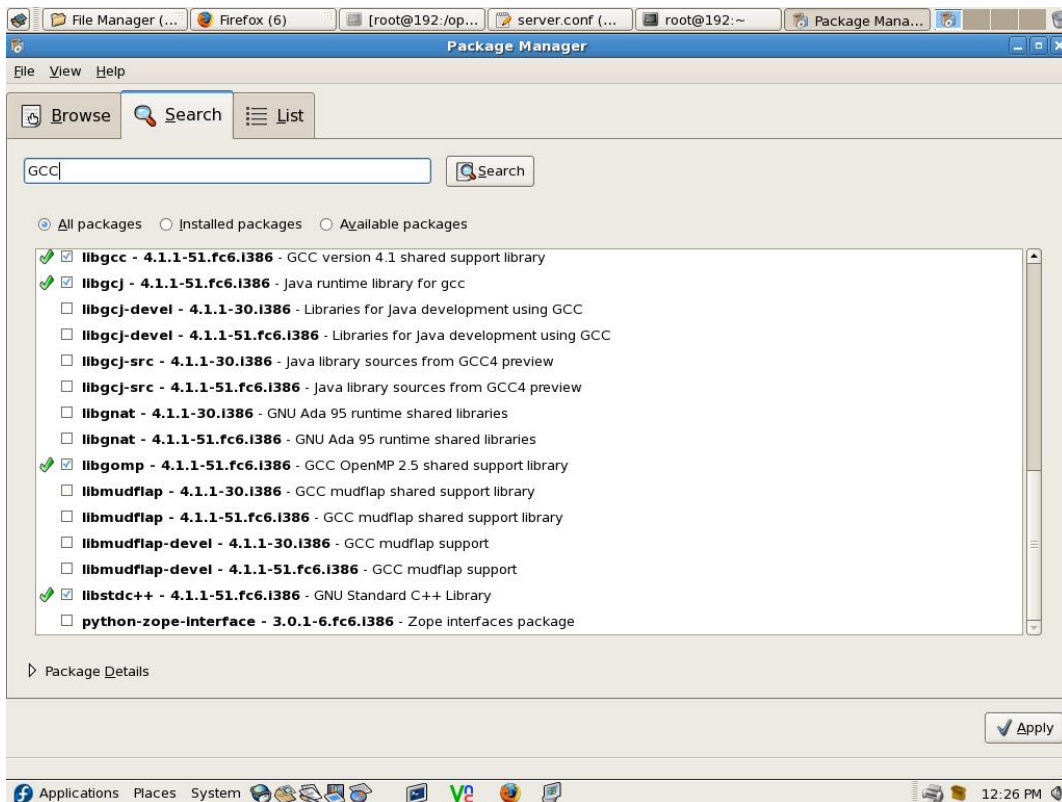 File Manager (...
Firefox (6)
[root@192:/op...
server.conf (...
root@192:~
Package Mana...
Package Manager
File View Help
Browse
Search
List
GCC
Search
All packages
Installed packages
Available packages
libgcc - 4.1.1-51.fc6.i386 - GCC version 4.1 shared support library
libgcj - 4.1.1-51.fc6.i386 - Java runtime library for gcc
libgcj-devel - 4.1.1-30.i386 - Libraries for Java development using GCC
libgcj-devel - 4.1.1-51.fc6.i386 - Libraries for Java development using GCC
libgcj-src - 4.1.1-30.i386 - Java library sources from GCC4 preview
libgcj-src - 4.1.1-51.fc6.i386 - Java library sources from GCC4 preview
libgnat - 4.1.1-30.i386 - GNU Ada 95 runtime shared libraries
libgnat - 4.1.1-51.fc6.i386 - GNU Ada 95 runtime shared libraries
libgomp - 4.1.1-51.fc6.i386 - GCC OpenMP 2.5 shared support library
libmudflap - 4.1.1-30.i386 - GCC mudflap shared support library
libmudflap - 4.1.1-51.fc6.i386 - GCC mudflap shared support library
libmudflap-devel - 4.1.1-30.i386 - GCC mudflap support
libmudflap-devel - 4.1.1-51.fc6.i386 - GCC mudflap support
libstdc++ - 4.1.1-51.fc6.i386 - GNU Standard C++ Library
python-zope-interface - 3.0.1-6.fc6.i386 - Zope interfaces package
Package Details
Apply
Applications Places System
12:26 PM